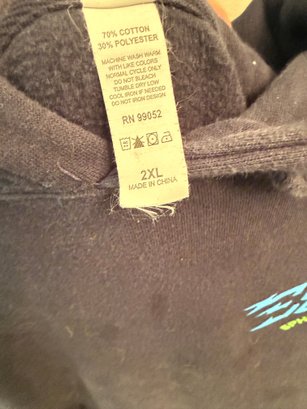 70% COTTON
30% POLYESTER
MACHINE WASH WARM
WITH LIKE COLORS
NORMAL CYCLE ONLY
DO NOT BLEACH
TUMBLE DRY LOW
COOL IRON IF NEEDED
DO NOT IRON DESIGN
RN 99052
2XL
MADE IN CHINA